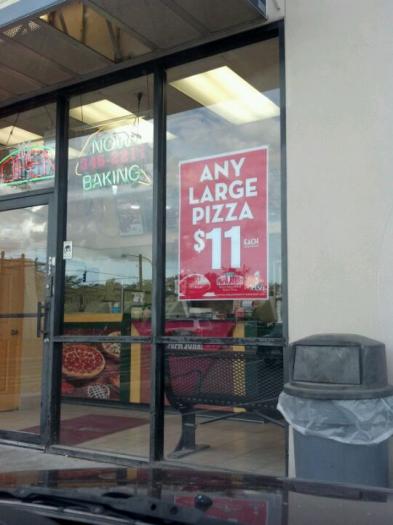 NOW
BAKING
ANY
LARGE
PIZZA
$11
EACH